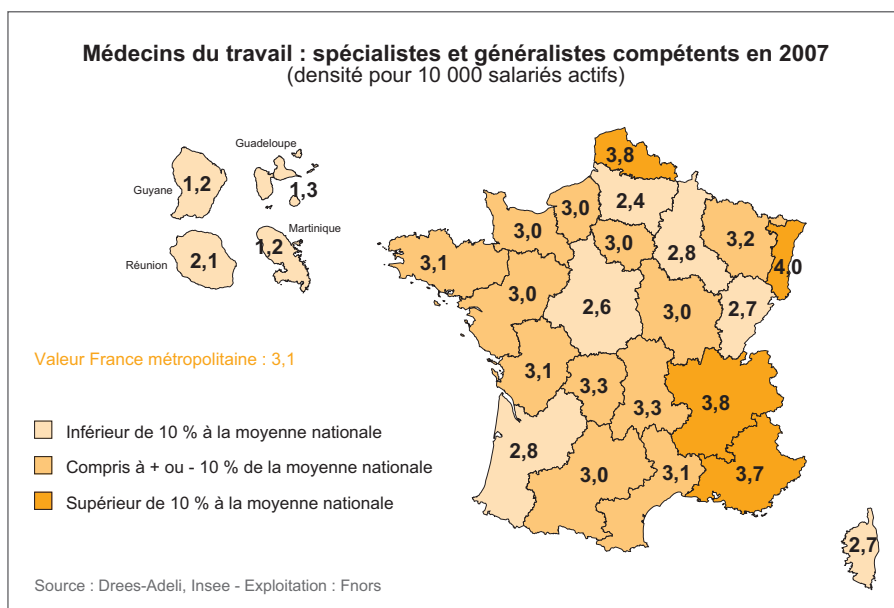 Médecins du travail : spécialistes et généralistes compétents en 2007
(densité pour 10 000 salariés actifs)
Guadeloupe
Guyane
1,2
1,3
Martinique
Réunion
2,1
1,2
3,8
2,4
3,0
3,0
3,0
2,8
3,2
4,0
3,1
3,0
2,6
3,0
2,7
3,1
3,3
3,3
3,8
2,8
3,0
3,1
3,7
2,7
Valeur France métropolitaine : 3,1
Inférieur de 10 % à la moyenne nationale
Compris à + ou - 10 % de la moyenne nationale
Supérieur de 10 % à la moyenne nationale
Source : Drees-Adeli, Insee - Exploitation : Fnors